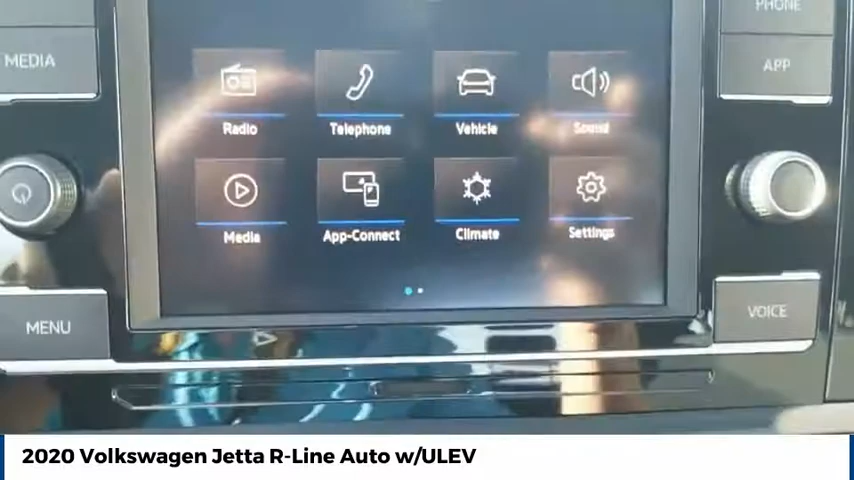 PHONE
MEDIA
APP
Radio
Telephone
Vehicle
Sound
Media
App-Connect
Climate
Settings
MENU
VOICE
2020 Volkswagen Jetta R-Line Auto w/ULEV